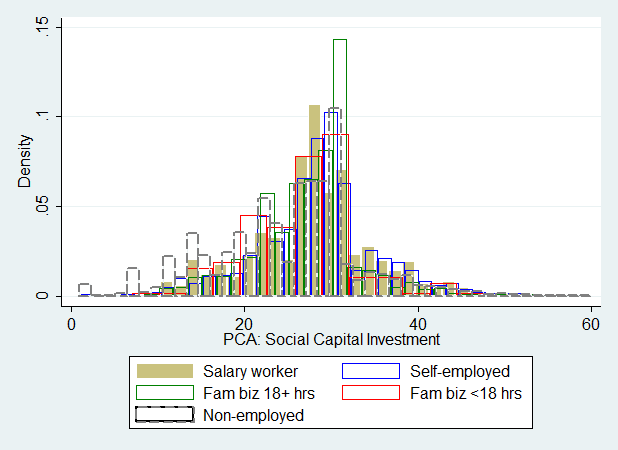 .15
.1
.05
0
Density
0 20 40 60
PCA: Social Capital Investment
Salary worker Self-employed
Fam biz 18+ hrs Fam biz <18 hrs
Non-employed